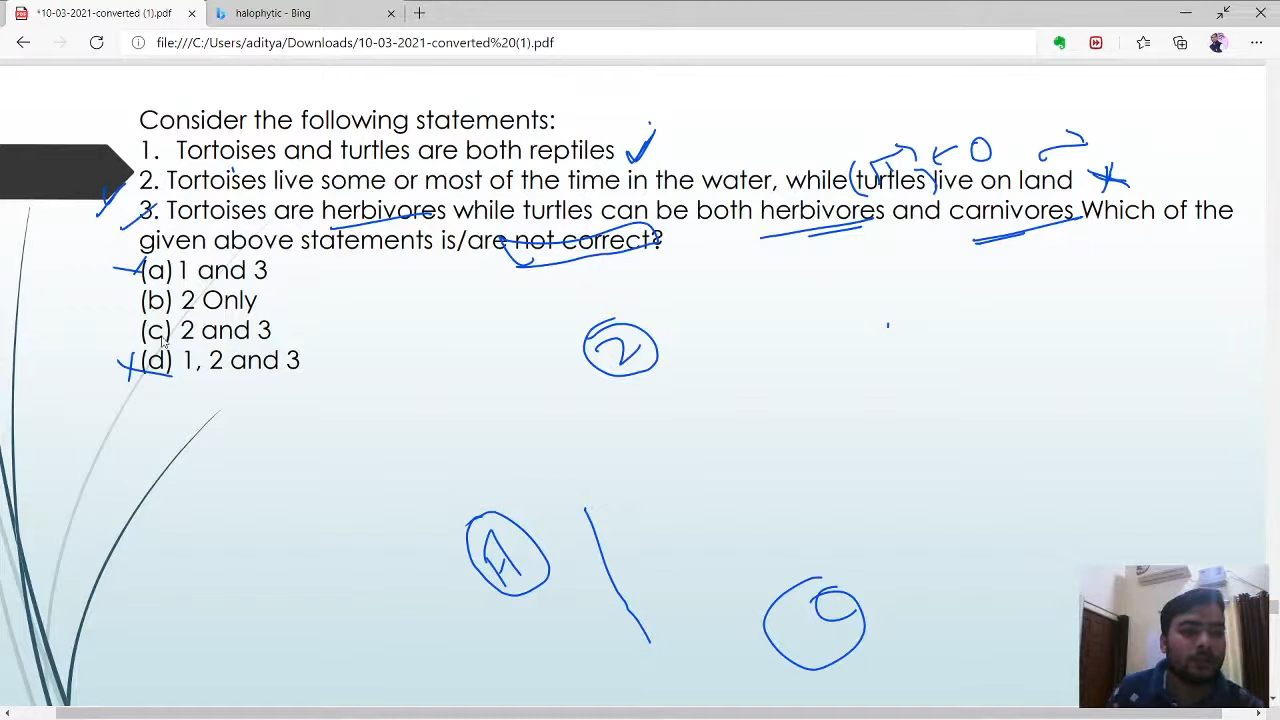 *10-03-2021-converted (1).pdf
halophytic - Bing
file:///C:/Users/aditya/Downloads/10-03-2021-converted%20(1).pdf
Consider the following statements:
1. Tortoises and turtles are both reptiles
2. Tortoises live some or most of the time in the water, while turtles live on land
3. Tortoises are herbivores while turtles can be both herbivores and carnivores Which of the
given above statements is/are not correct?
(a) 1 and 3
(b) 2 Only
(c) 2 and 3
(d) 1, 2 and 3
2